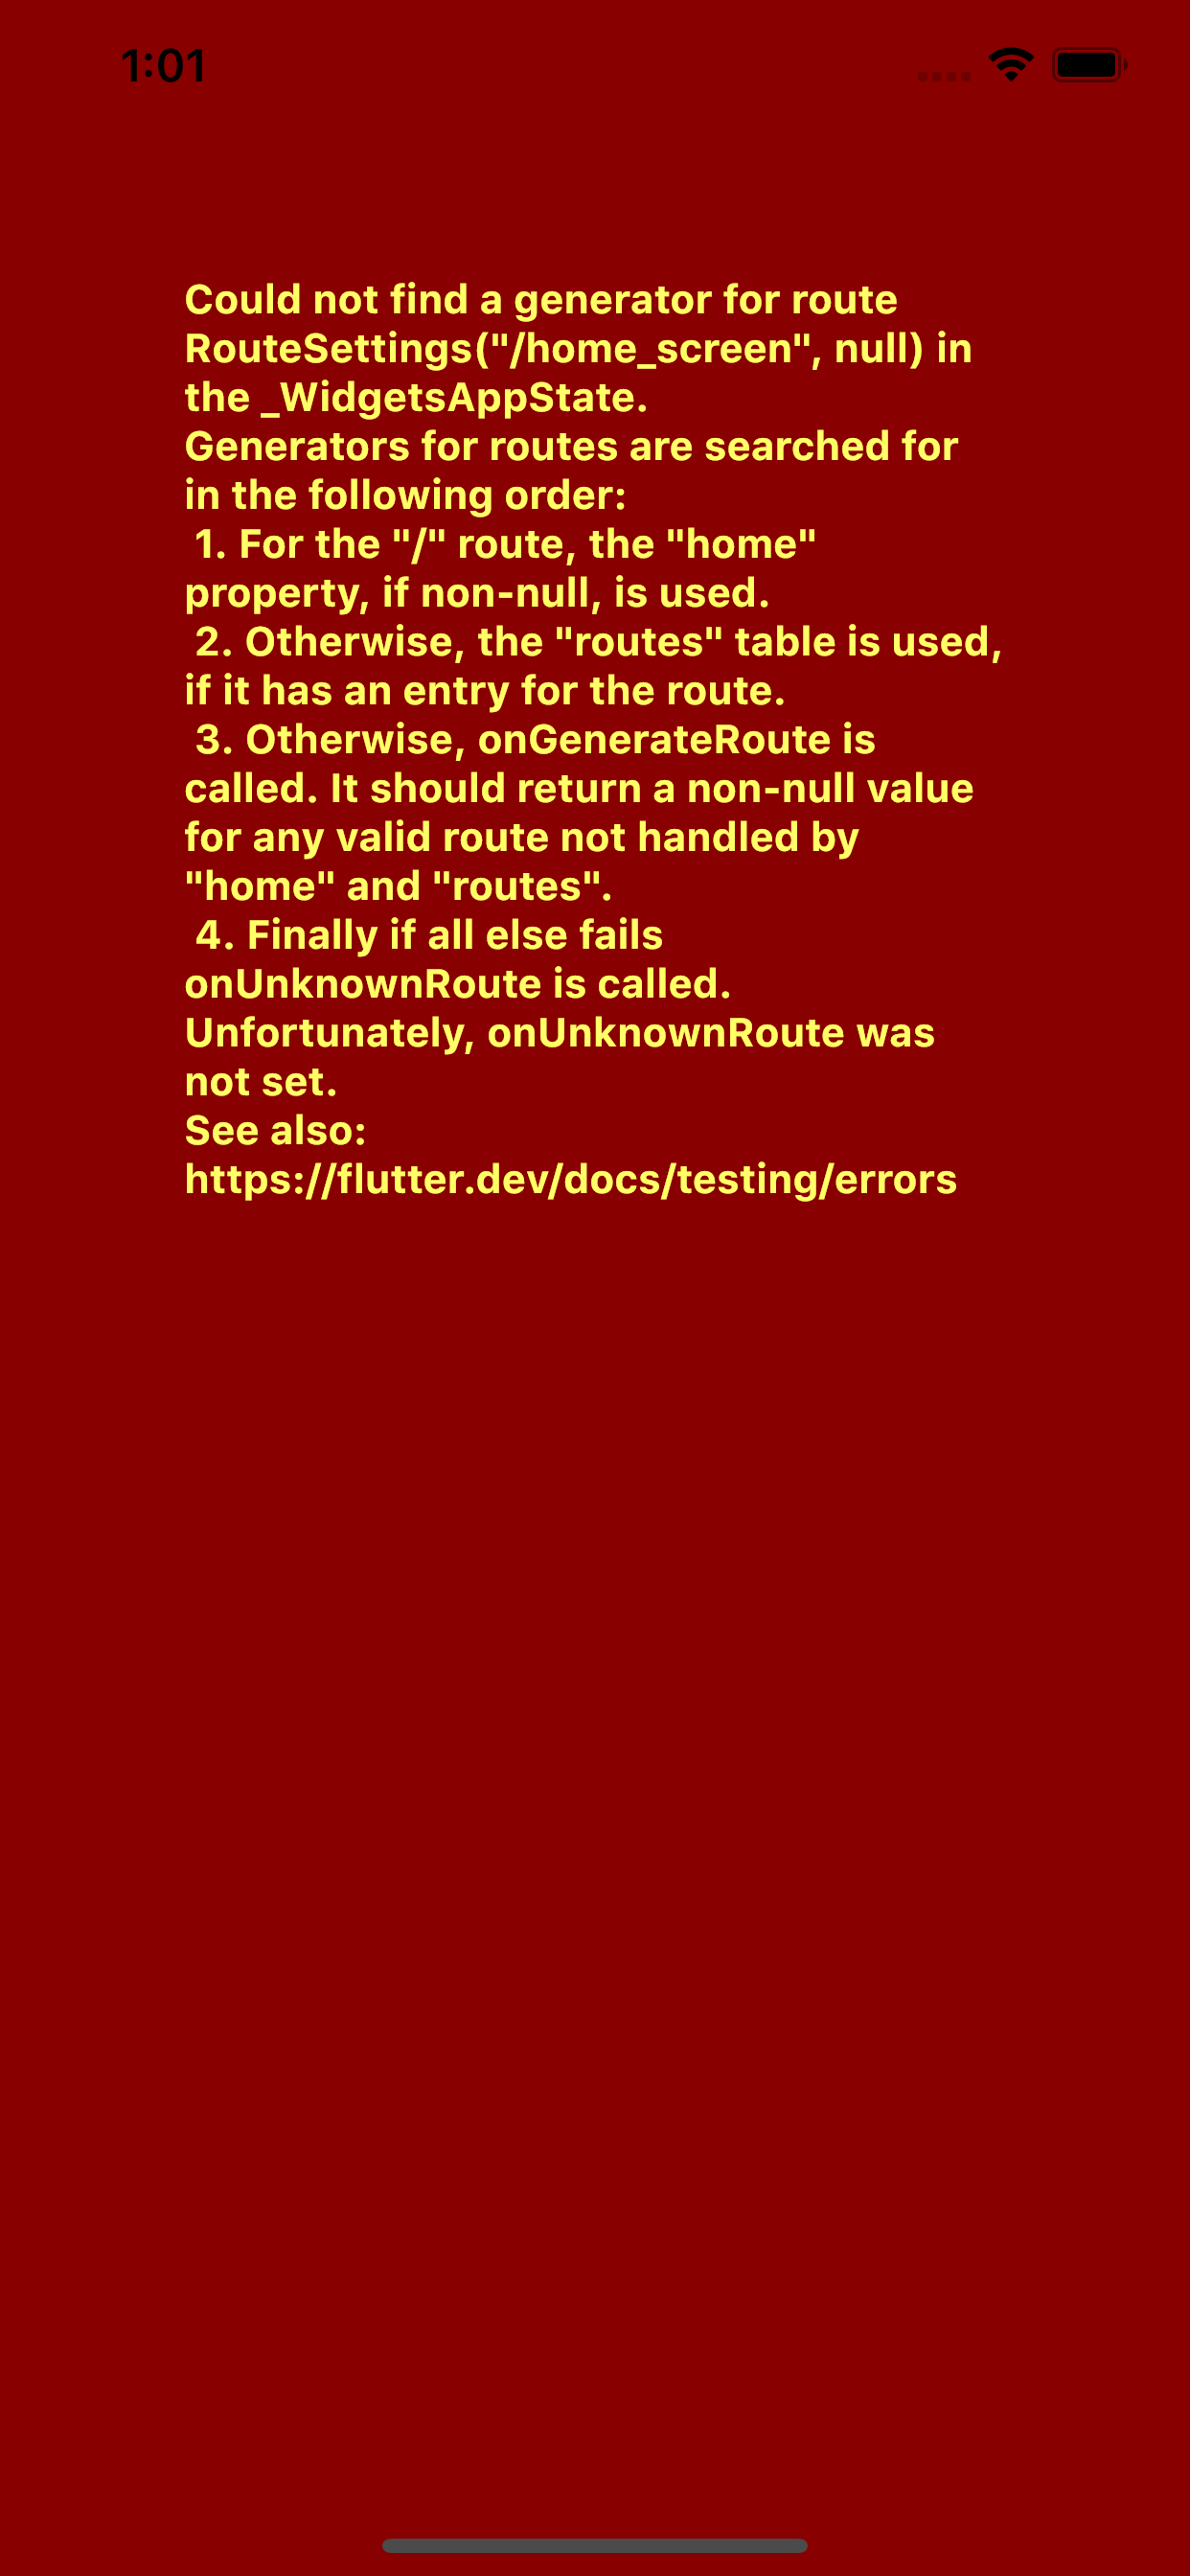 1:01
Could not find a generator for route
RouteSettings("/home_screen", null) in
the _WidgetsAppState.
Generators for routes are searched for
in the following order:
1. For the "/" route, the "home"
property, if non-null, is used.
2. Otherwise, the "routes" table is used,
if it has an entry for the route.
3. Otherwise, onGenerateRoute is
called. It should return a non-null value
for any valid route not handled by
"home" and "routes".
4. Finally if all else fails
onUnknownRoute is called.
Unfortunately, onUnknownRoute was
not set.
See also:
https://flutter.dev/docs/testing/errors